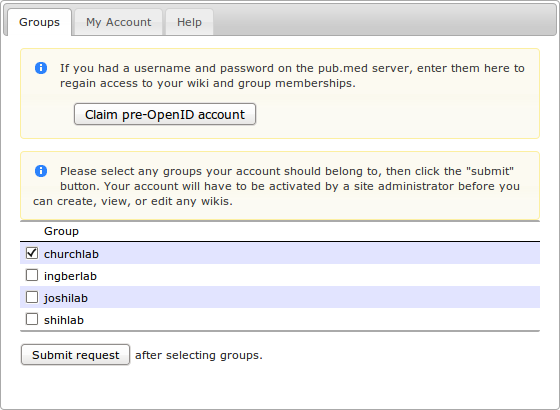 Groups My Account Help
If you had a username and password on the pub.med server, enter them here to
regain access to your wiki and group memberships.
Claim pre-OpenID account
Please select any groups your account should belong to, then click the "submit"
button. Your account will have to be activated by a site administrator before you
can create, view, or edit any wikis.
Group
churchlab
ingberlab
joshilab
shihlab
Submit request after selecting groups.